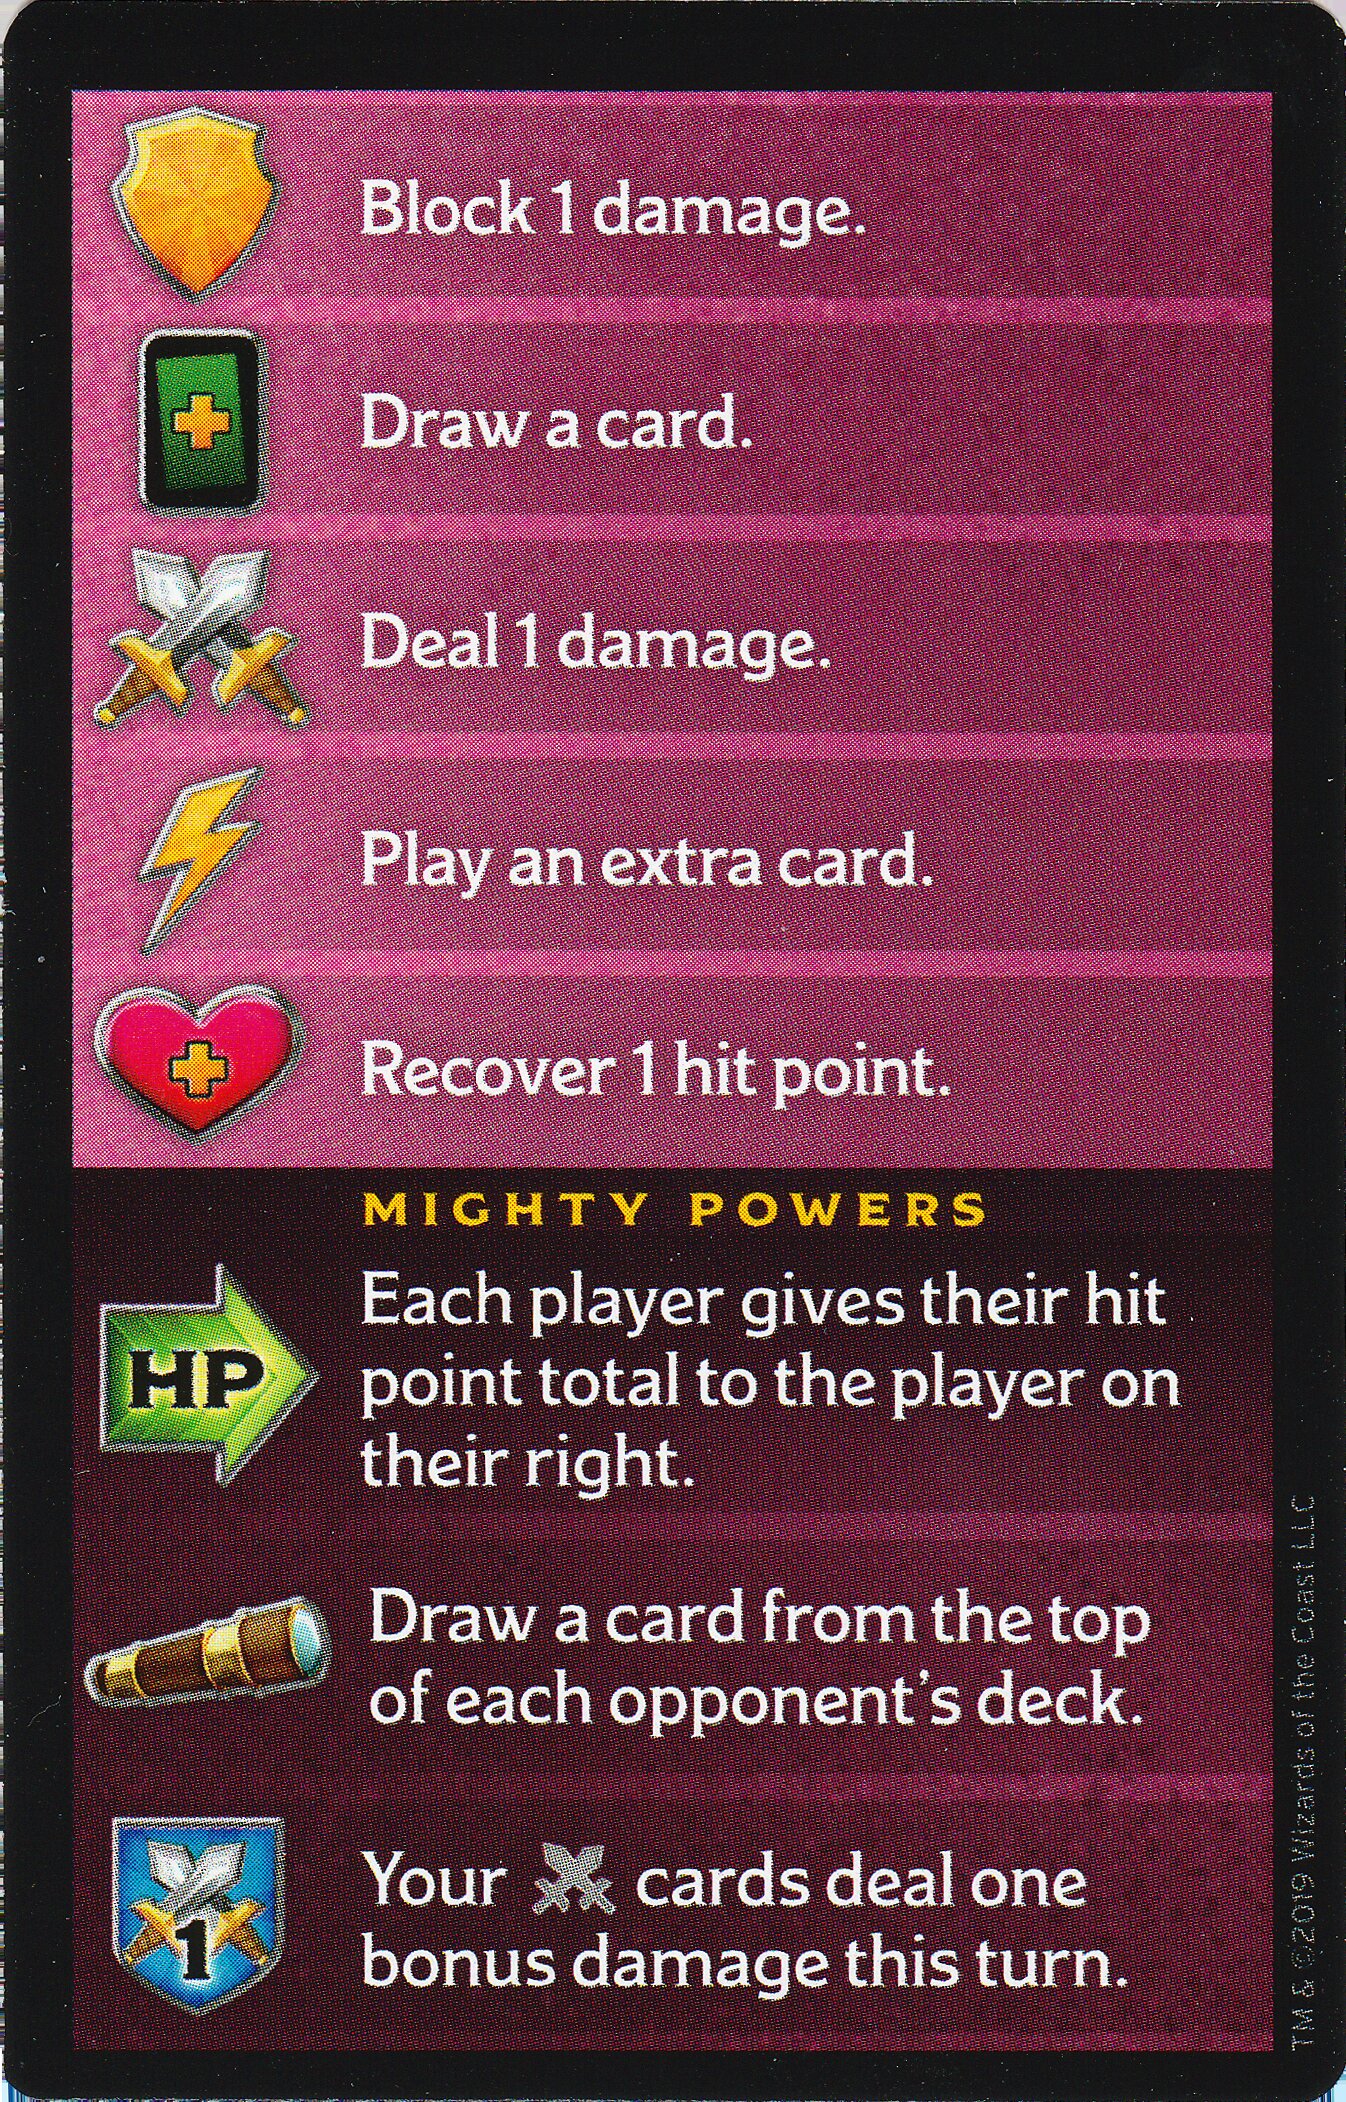 Block 1 damage.
Draw a card.
Deal 1 damage.
Play an extra card.
Recover 1 hit point.
MIGHTY POWERS
HP
Each player gives their hit
point total to the player on
their right.
Draw a card from the top
of each opponent's deck.
1
Your cards deal one
bonus damage this turn.
TM & ©2019 Wizards of the Coast LLC